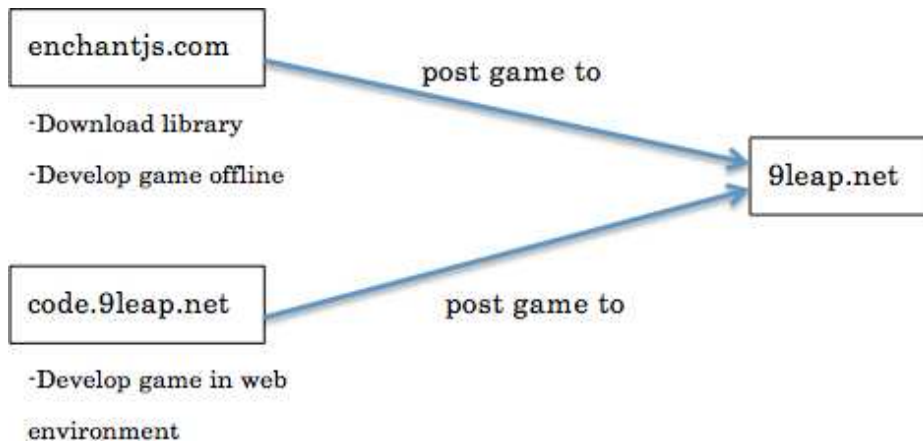 enchantjs.com
post game to
-Download library
-Develop game offline
9leap.net
code.9leap.net
post game to
-Develop game in web
environment